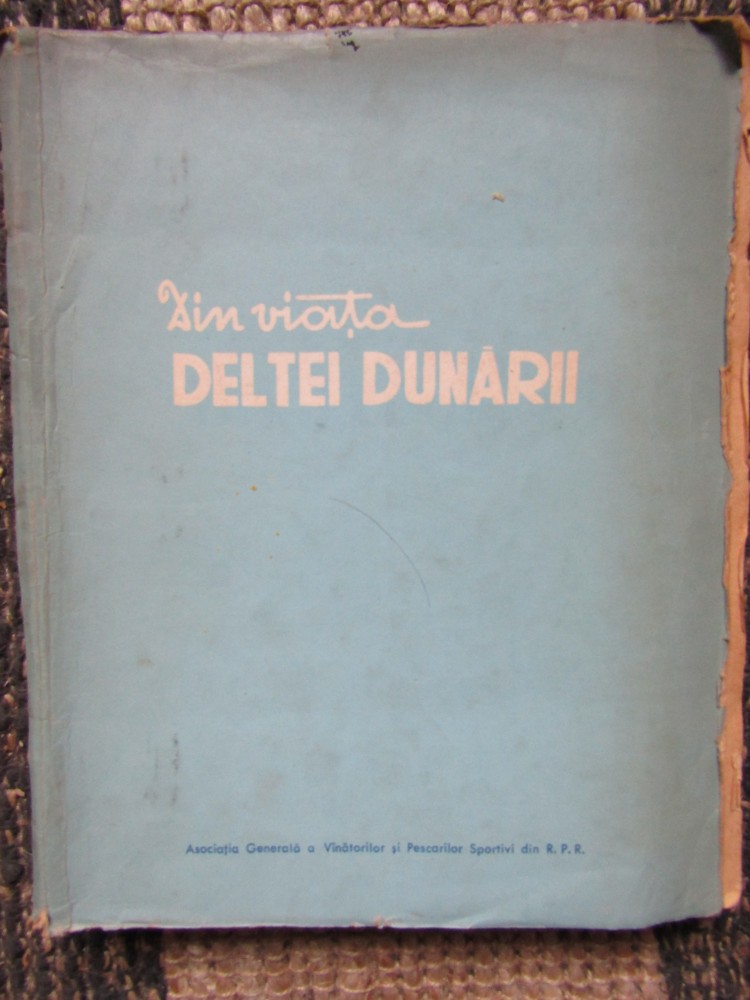 Din viața
DELTEI DUNĂRII
Asociația Generală a Vînătorilor și Pescarilor Sportivi din R. P. R.